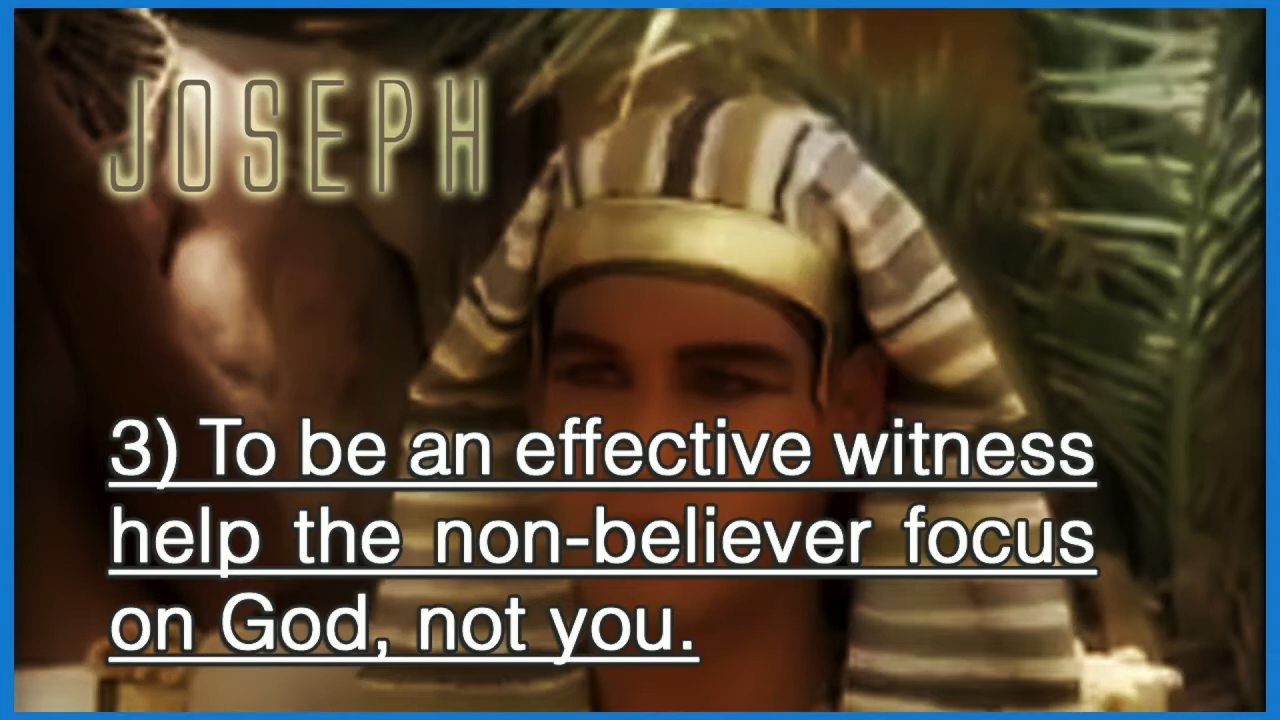 JOSEPH
3) To be an effective witness
help the non-believer focus
on God, not you.